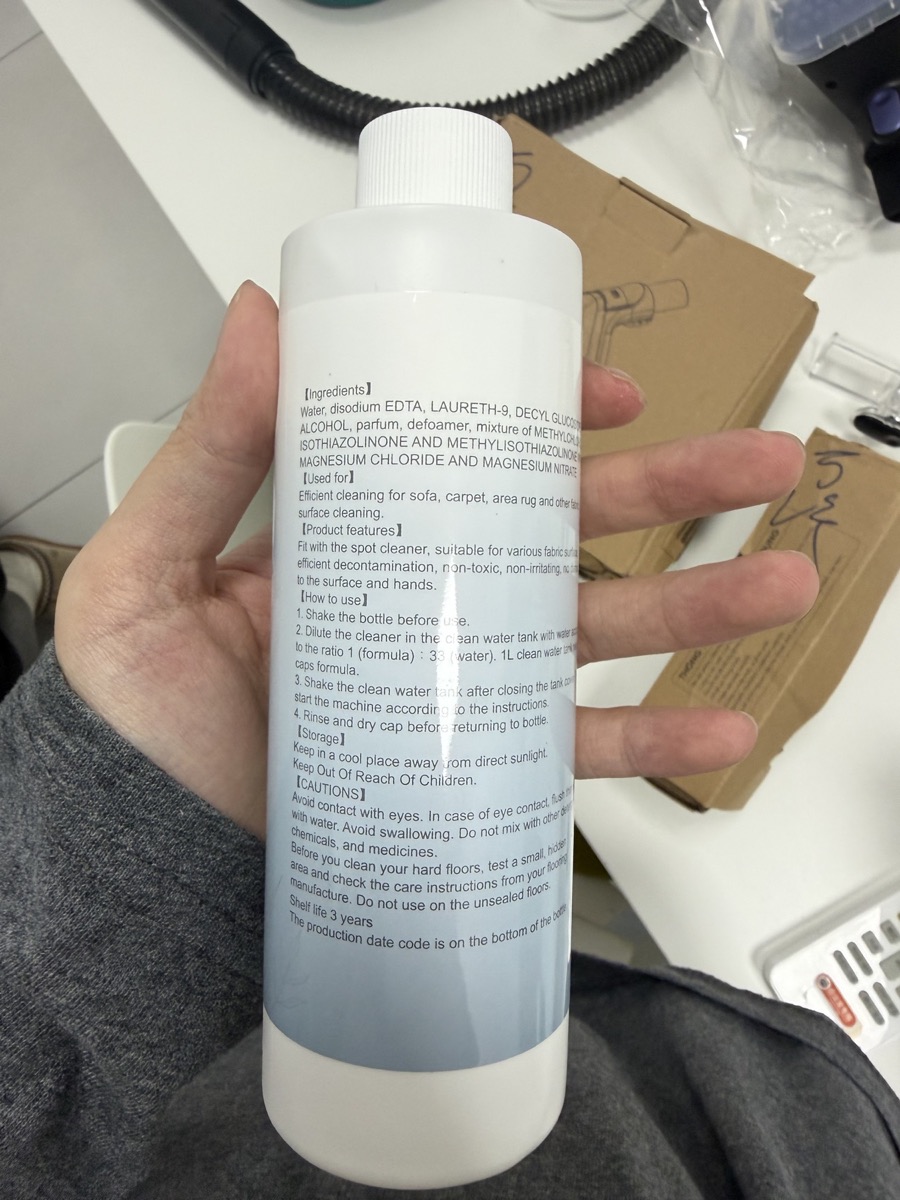 【Ingredients】
Water, disodium EDTA, LAURETH-9, DECYL
ALCOHOL, parfum, defoamer, mixture of
ISOTHIAZOLINONE AND METHYLISOTHIAZOLINONE
MAGNESIUM CHLORIDE AND MAGNESIUM NITRATE
【Used for】
Efficient cleaning for sofa, carpet, area rug and other
surface cleaning.
【Product features】
Fit with the spot cleaner, suitable for various fabric
efficient decontamination, non-toxic, non-irritating, no
to the surface and hands.
【How to use】
1. Shake the bottle before use.
2. Dilute the cleaner in the clean water tank with water
to the ratio 1 (formula) : 33 (water). 1L clean water tank
caps formula.
3. Shake the clean water tank after closing the tank
start the machine according to the instructions.
4. Rinse and dry cap before returning to bottle.
【Storage】
Keep in a cool place away from direct sunlight.
Keep Out Of Reach Of Children.
【CAUTIONS】
Avoid contact with eyes. In case of eye contact, flush
with water. Avoid swallowing. Do not mix with other
chemicals, and medicines.
Before you clean your hard floors, test a small, hidden
area and check the care instructions from your flooring
manufacture. Do not use on the unsealed floors.
Shelf life 3 years
The production date code is on the bottom of the bottle.
5
5